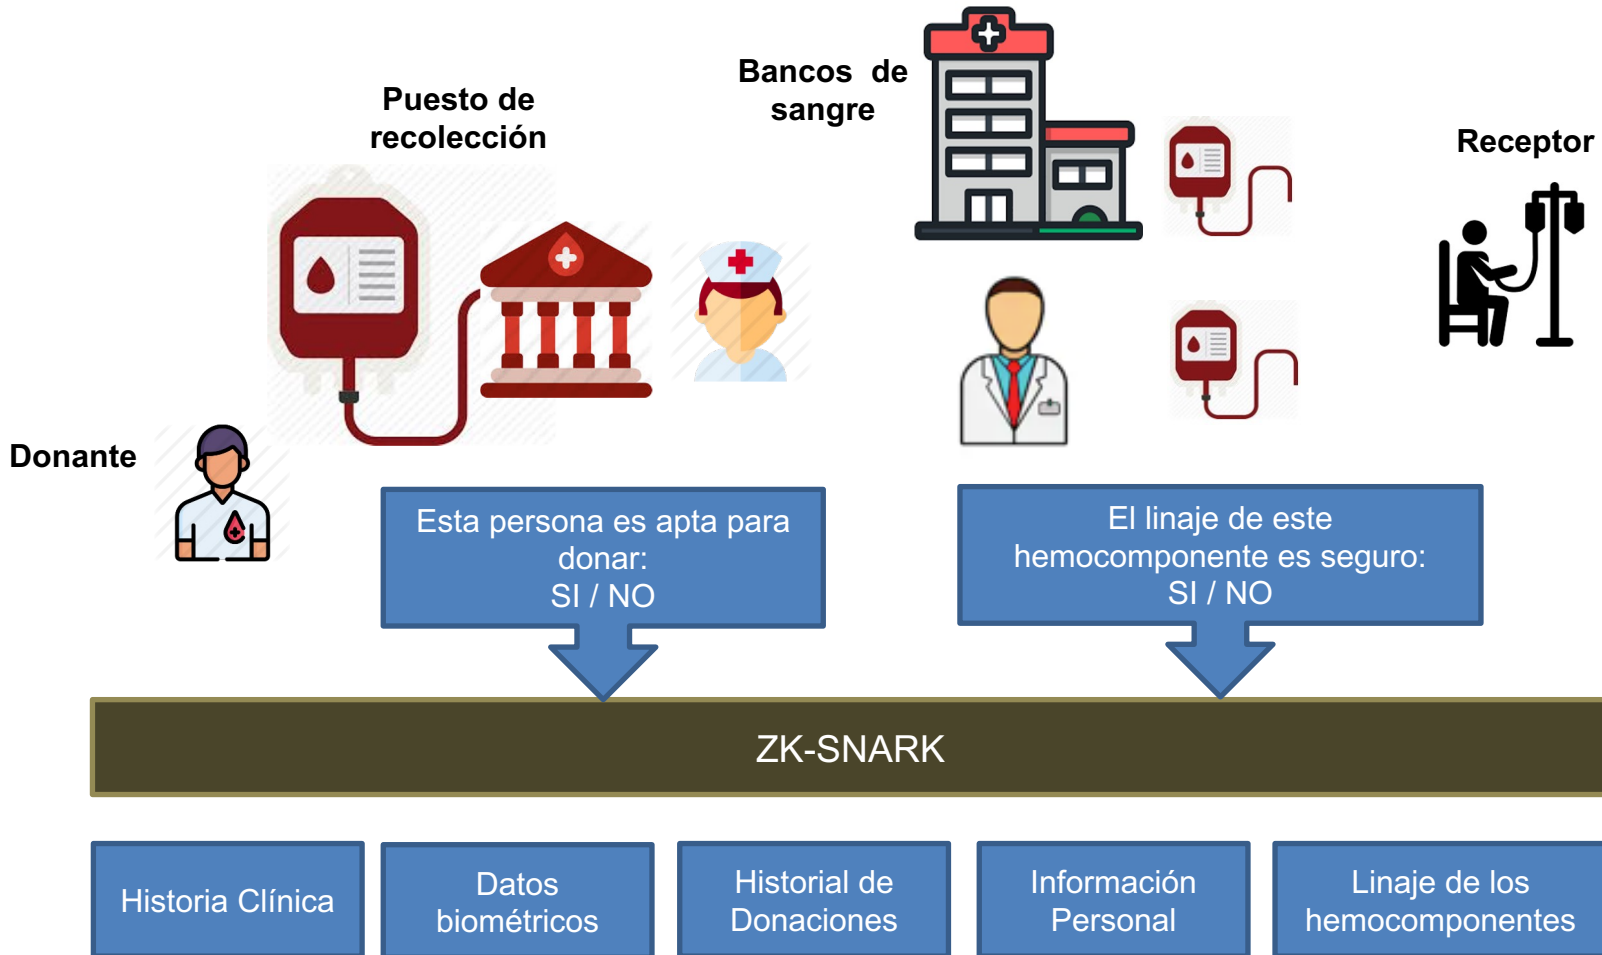 Bancos de
sangre
Puesto de
recolección
Receptor
Donante
Esta persona es apta para
donar:
SI / NO
El linaje de este
hemocomponente es seguro:
SI / NO
ZK-SNARK
Historia Clínica
Datos
biométricos
Historial de
Donaciones
Información
Personal
Linaje de los
hemocomponentes